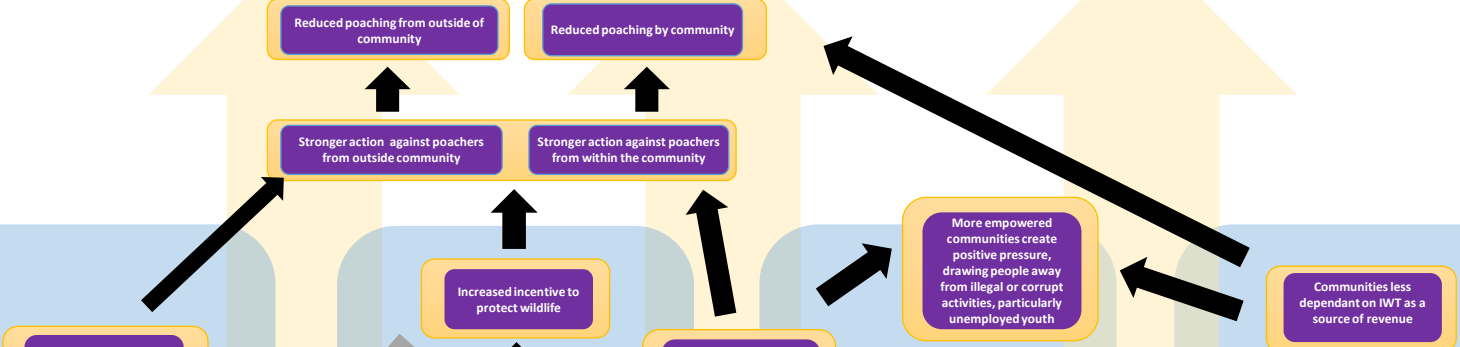 Reduced poaching from outside of
community
Reduced poaching by community
Stronger action against poachers
from outside community
Stronger action against poachers
from within the community
More empowered
communities create
positive pressure,
drawing people away
from illegal or corrupt
activities, particularly
unemployed youth
Increased incentive to
protect wildlife
Communities less
dependant on IWT as a
source of revenue